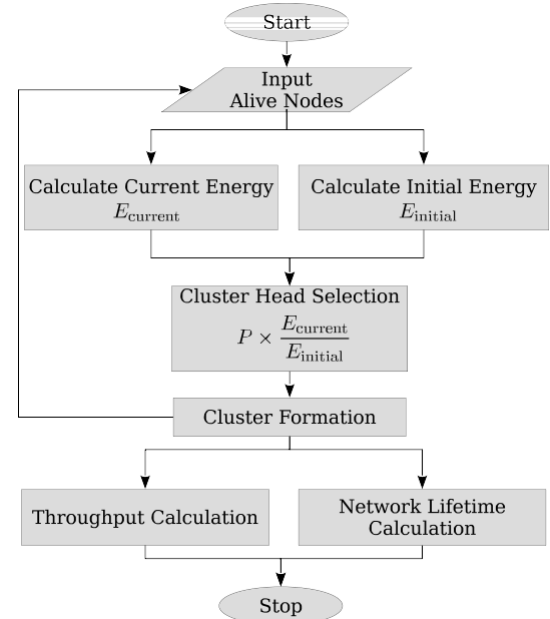 Start
Input
Alive Nodes
Calculate Current Energy
E_current
Calculate Initial Energy
E_initial
Cluster Head Selection
P × E_current / E_initial
Cluster Formation
Throughput Calculation
Network Lifetime
Calculation
Stop